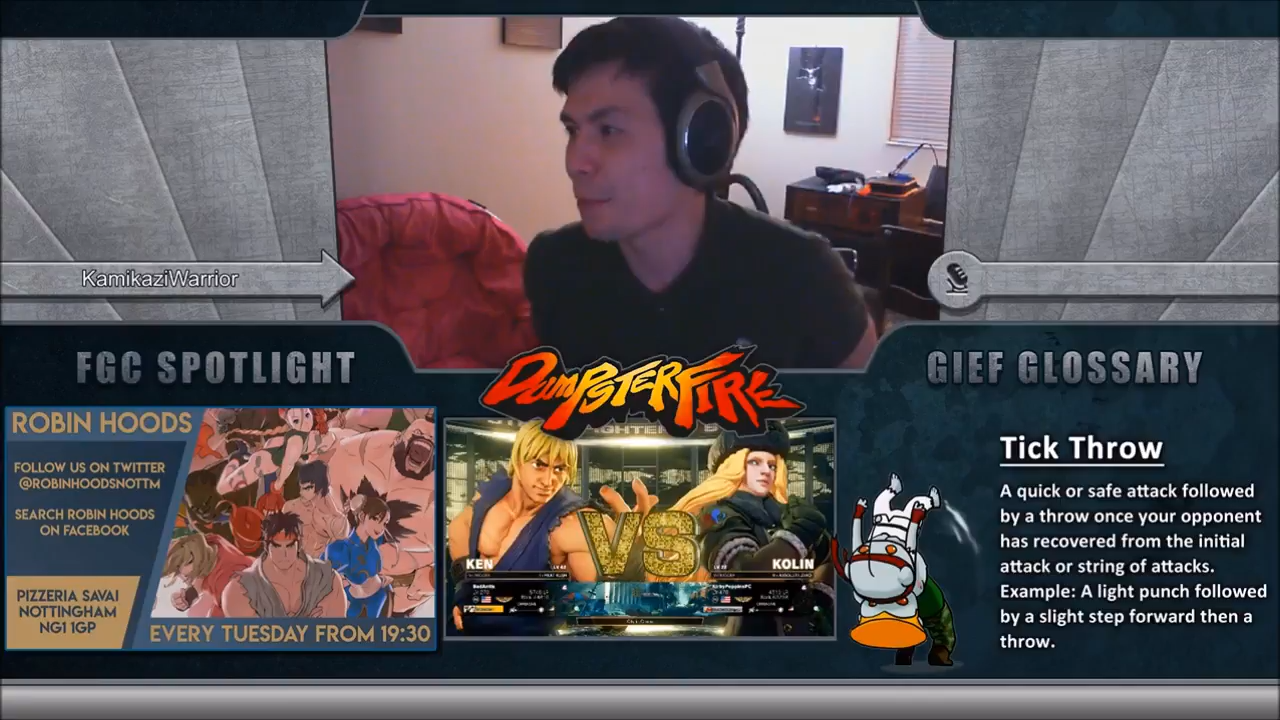 KamikaziWarrior
FGC SPOTLIGHT
GIEF GLOSSARY
DUMPSTER FIRE
ROBIN HOODS
FOLLOW US ON TWITTER
@ROBINHOODSNOTTM
SEARCH ROBIN HOODS
ON FACEBOOK
PIZZERIA SAVAI
NOTTINGHAM
NG1 1GP
EVERY TUESDAY FROM 19:30
VS
KEN
KOLIN
Tick Throw
A quick or safe attack followed
by a throw once your opponent
has recovered from the initial
attack or string of attacks.
Example: A light punch followed
by a slight step forward then a
throw.